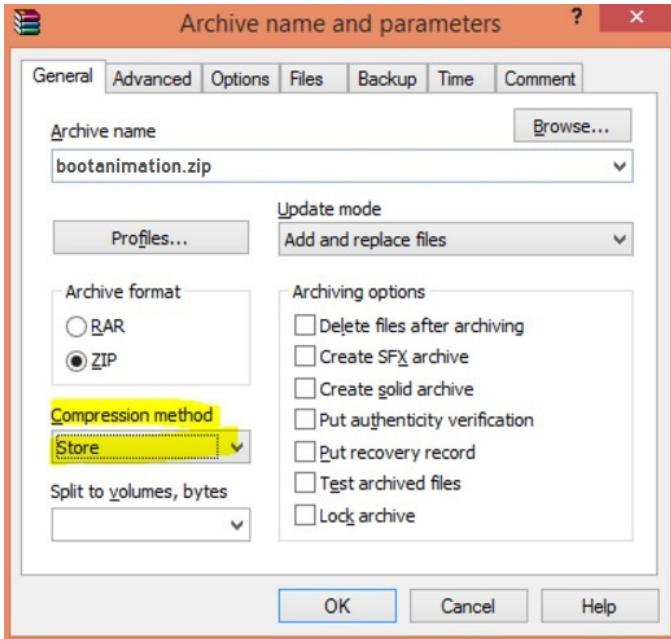 Archive name and parameters
?
General Advanced Options Files Backup Time Comment
Archive name
Browse...
bootanimation.zip
Update mode
Profiles...
Add and replace files
Archive format
RAR
ZIP
Archiving options
Delete files after archiving
Create SFX archive
Create solid archive
Put authenticity verification
Put recovery record
Test archived files
Lock archive
Compression method
Store
Split to volumes, bytes
OK Cancel Help